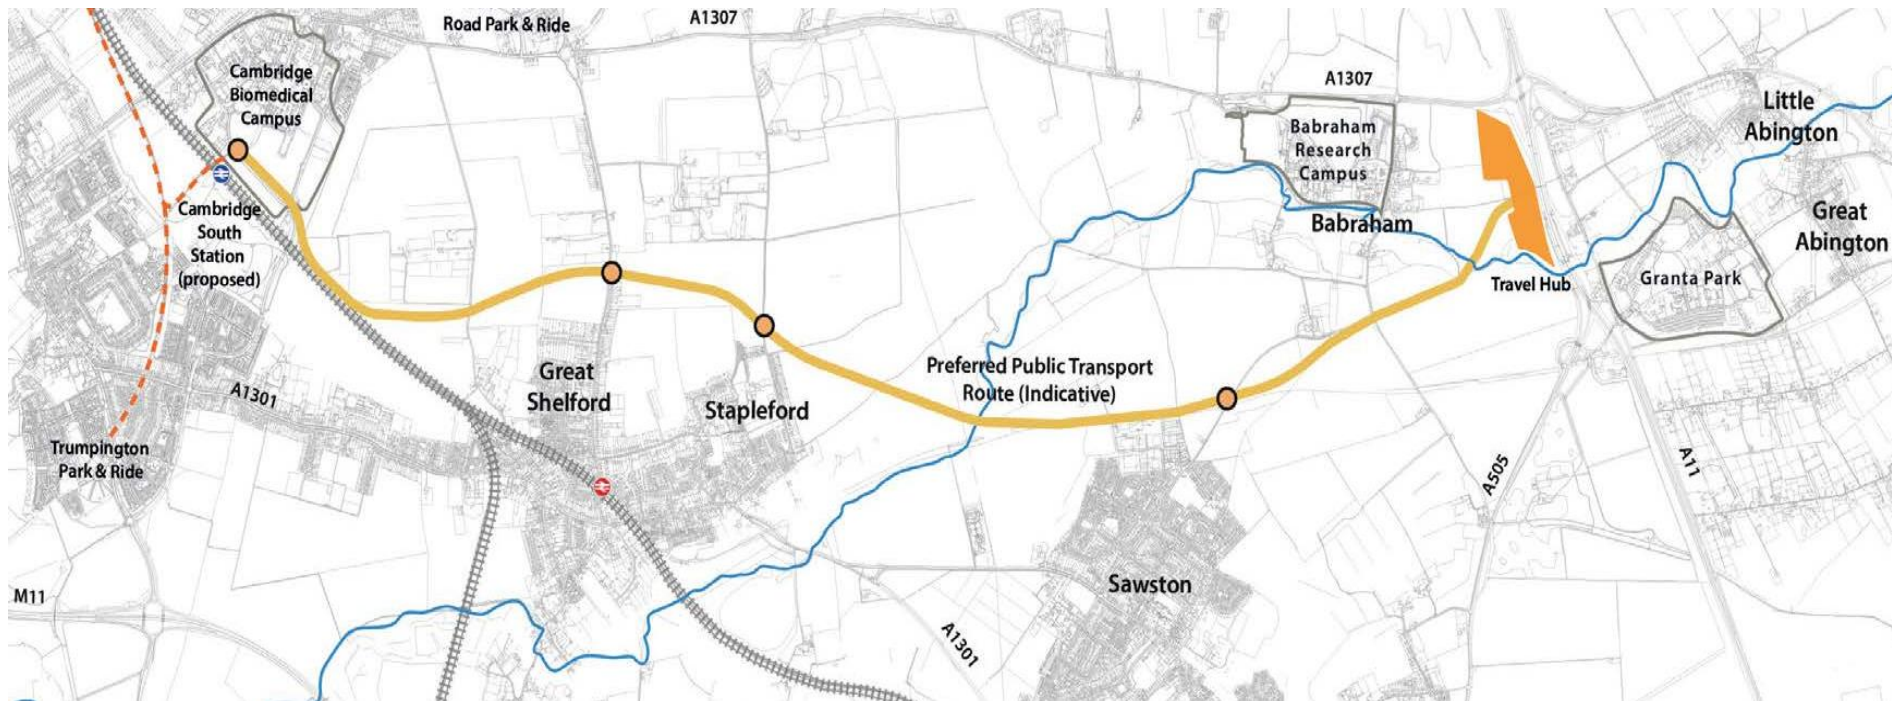 Road Park & Ride
A1307
Cambridge
Biomedical
Campus
A1307
Little
Abington
Babraham
Research
Campus
Cambridge
South
Station
(proposed)
Babraham
Great
Abington
Granta Park
Travel Hub
Preferred Public Transport
Route (Indicative)
Great
Shelford
Stapleford
A1301
Trumpington
Park & Ride
A505
A11
Sawston
M11
A1301